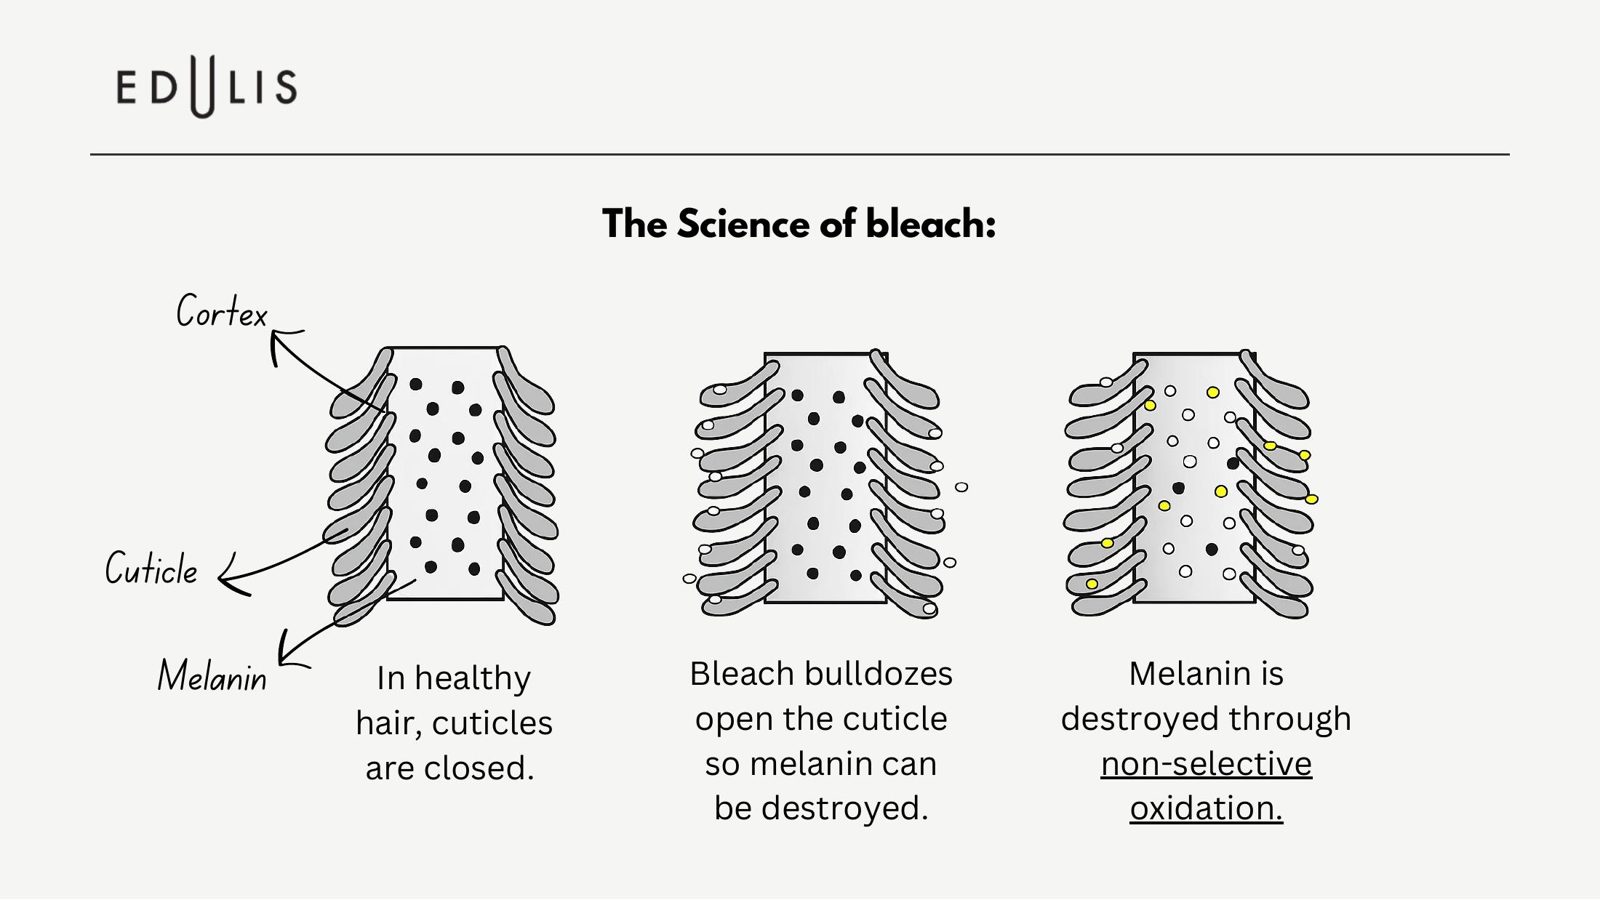 EDULIS
The Science of bleach:
Cortex
Cuticle
Melanin
In healthy
hair, cuticles
are closed.
Bleach bulldozes
open the cuticle
so melanin can
be destroyed.
Melanin is
destroyed through
non-selective
oxidation.